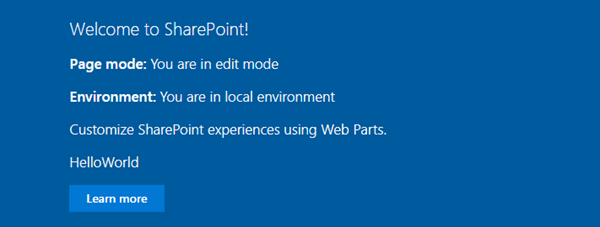 Welcome to SharePoint!
Page mode: You are in edit mode
Environment: You are in local environment
Customize SharePoint experiences using Web Parts.
HelloWorld
Learn more